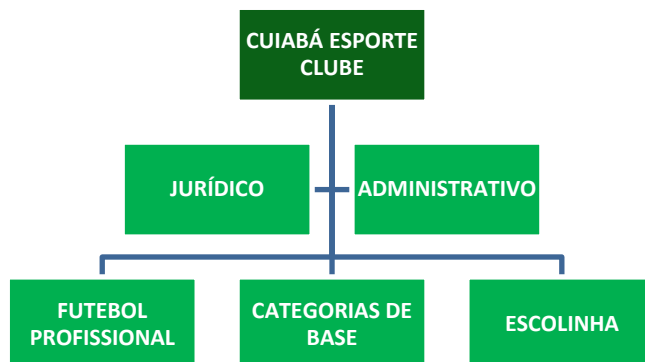 CUIABÁ ESPORTE
CLUBE
JURÍDICO
ADMINISTRATIVO
FUTEBOL
PROFISSIONAL
CATEGORIAS DE
BASE
ESCOLINHA